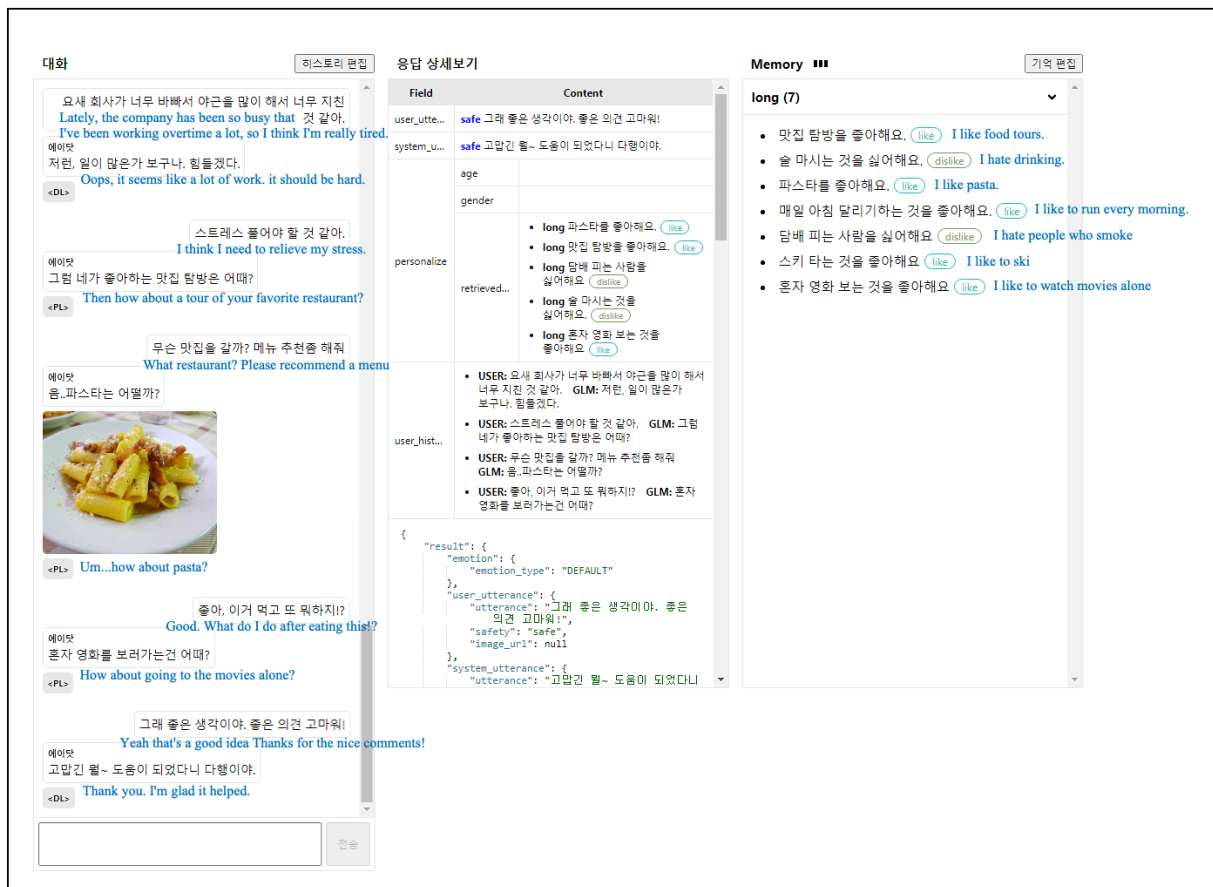 대화
히스토리 편집
요새 회사가 너무 바빠서 야근을 많이 해서 너무 지친
것 같아.
Lately, the company has been so busy that
I've been working overtime a lot, so I think I'm really tired.
에이닷
저런, 일이 많은가 보구나. 힘들겠다.
Oops, it seems like a lot of work. it should be hard.
<DL>
스트레스 풀어야 할 것 같아.
I think I need to relieve my stress.
에이닷
그럼 네가 좋아하는 맛집 탐방은 어때?
Then how about a tour of your favorite restaurant?
<PL>
무슨 맛집을 갈까? 메뉴 추천좀 해줘
What restaurant? Please recommend a menu
에이닷
음..파스타는 어떨까?
<PL> Um...how about pasta?
좋아, 이거 먹고 또 뭐하지!?
Good. What do I do after eating this!?
에이닷
혼자 영화를 보러가는건 어때?
<PL> How about going to the movies alone?
그래 좋은 생각이야. 좋은 의견 고마워!
Yeah that's a good idea Thanks for the nice comments!
에이닷
고맙긴 뭘~ 도움이 되었다니 다행이야.
<DL> Thank you. I'm glad it helped.
전송
응답 상세보기
Field Content
user_utte... safe 그래 좋은 생각이야. 좋은 의견 고마워!
system_u... safe 고맙긴 뭘~ 도움이 되었다니 다행이야.
personalize
age
gender
retrieved...
• long 파스타를 좋아해요. like
• long 맛집 탐방을 좋아해요. like
• long 담배 피는 사람을
싫어해요 dislike
• long 술 마시는 것을
싫어해요. dislike
• long 혼자 영화 보는 것을
좋아해요 like
user_hist...
• USER: 요새 회사가 너무 바빠서 야근을 많이 해서
너무 지친 것 같아. GLM: 저런, 일이 많은가
보구나. 힘들겠다.
• USER: 스트레스 풀어야 할 것 같아. GLM: 그럼
네가 좋아하는 맛집 탐방은 어때?
• USER: 무슨 맛집을 갈까? 메뉴 추천좀 해줘
GLM: 음..파스타는 어떨까?
• USER: 좋아, 이거 먹고 또 뭐하지!? GLM: 혼자
영화를 보러가는건 어때?
{
"result": {
"emotion": {
"emotion_type": "DEFAULT"
},
"user_utterance": {
"utterance": "그래 좋은 생각이야. 좋은
의견 고마워!",
"safety": "safe",
"image_url": null
},
"system_utterance": {
"utterance": "고맙긴 뭘~ 도움이 되었다니
Memory
기억 편집
long (7)
• 맛집 탐방을 좋아해요. like I like food tours.
• 술 마시는 것을 싫어해요. dislike I hate drinking.
• 파스타를 좋아해요. like I like pasta.
• 매일 아침 달리기하는 것을 좋아해요. like I like to run every morning.
• 담배 피는 사람을 싫어해요 dislike I hate people who smoke
• 스키 타는 것을 좋아해요 like I like to ski
• 혼자 영화 보는 것을 좋아해요 like I like to watch movies alone